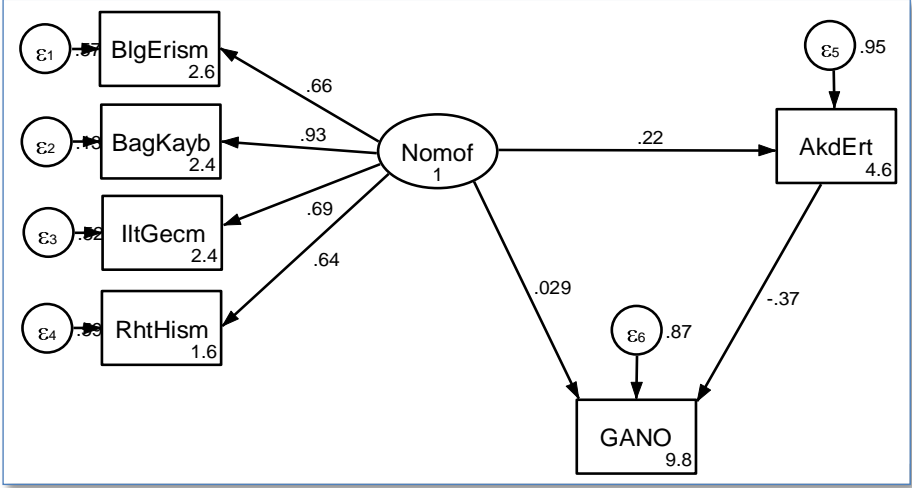 ε1
BlgErism
2.6
ε2
BagKayb
2.4
ε3
IltGecm
2.4
ε4
RhtHism
1.6
.66
.93
.69
.64
Nomof
1
.22
.029
ε5 .95
AkdErt
4.6
-.37
ε6 .87
GANO
9.8